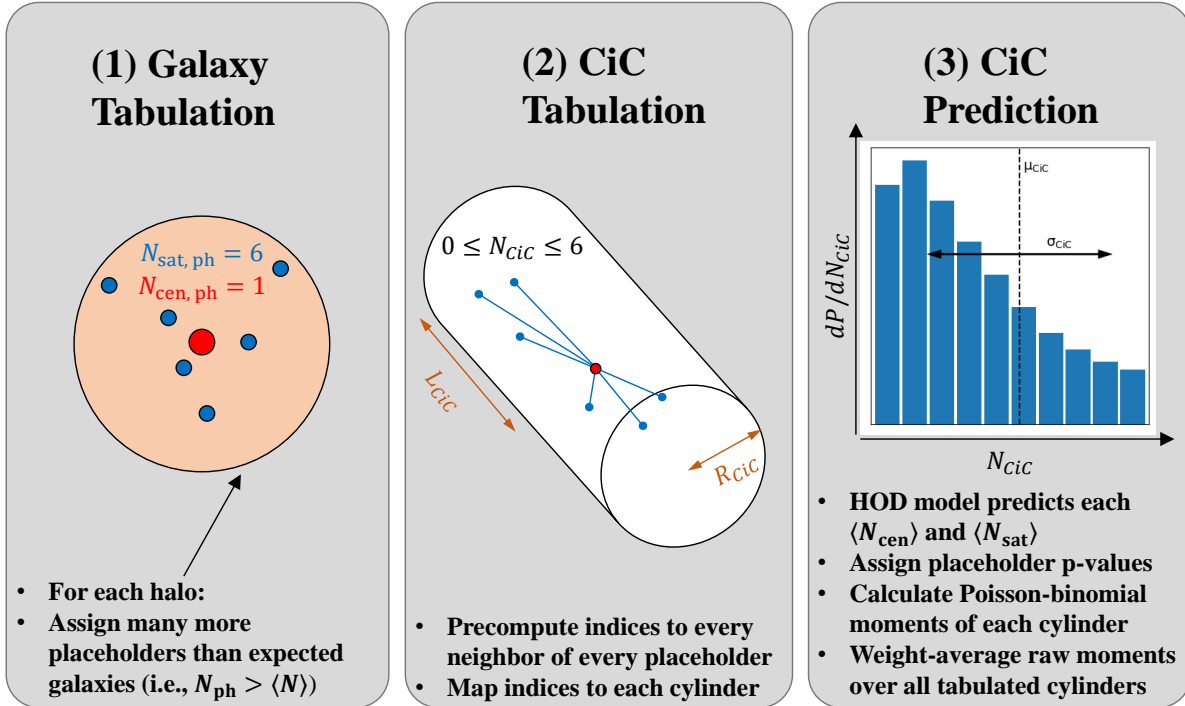 (1) Galaxy
Tabulation
N_sat, ph = 6
N_cen, ph = 1
• For each halo:
• Assign many more
placeholders than expected
galaxies (i.e., N_ph > ⟨N⟩)
(2) CiC
Tabulation
0 ≤ N_CiC ≤ 6
L_CiC
R_CiC
• Precompute indices to every
neighbor of every placeholder
• Map indices to each cylinder
(3) CiC
Prediction
μ_CiC
σ_CiC
dP/dN_CiC
N_CiC
• HOD model predicts each
⟨N_cen⟩ and ⟨N_sat⟩
• Assign placeholder p-values
• Calculate Poisson-binomial
moments of each cylinder
• Weight-average raw moments
over all tabulated cylinders